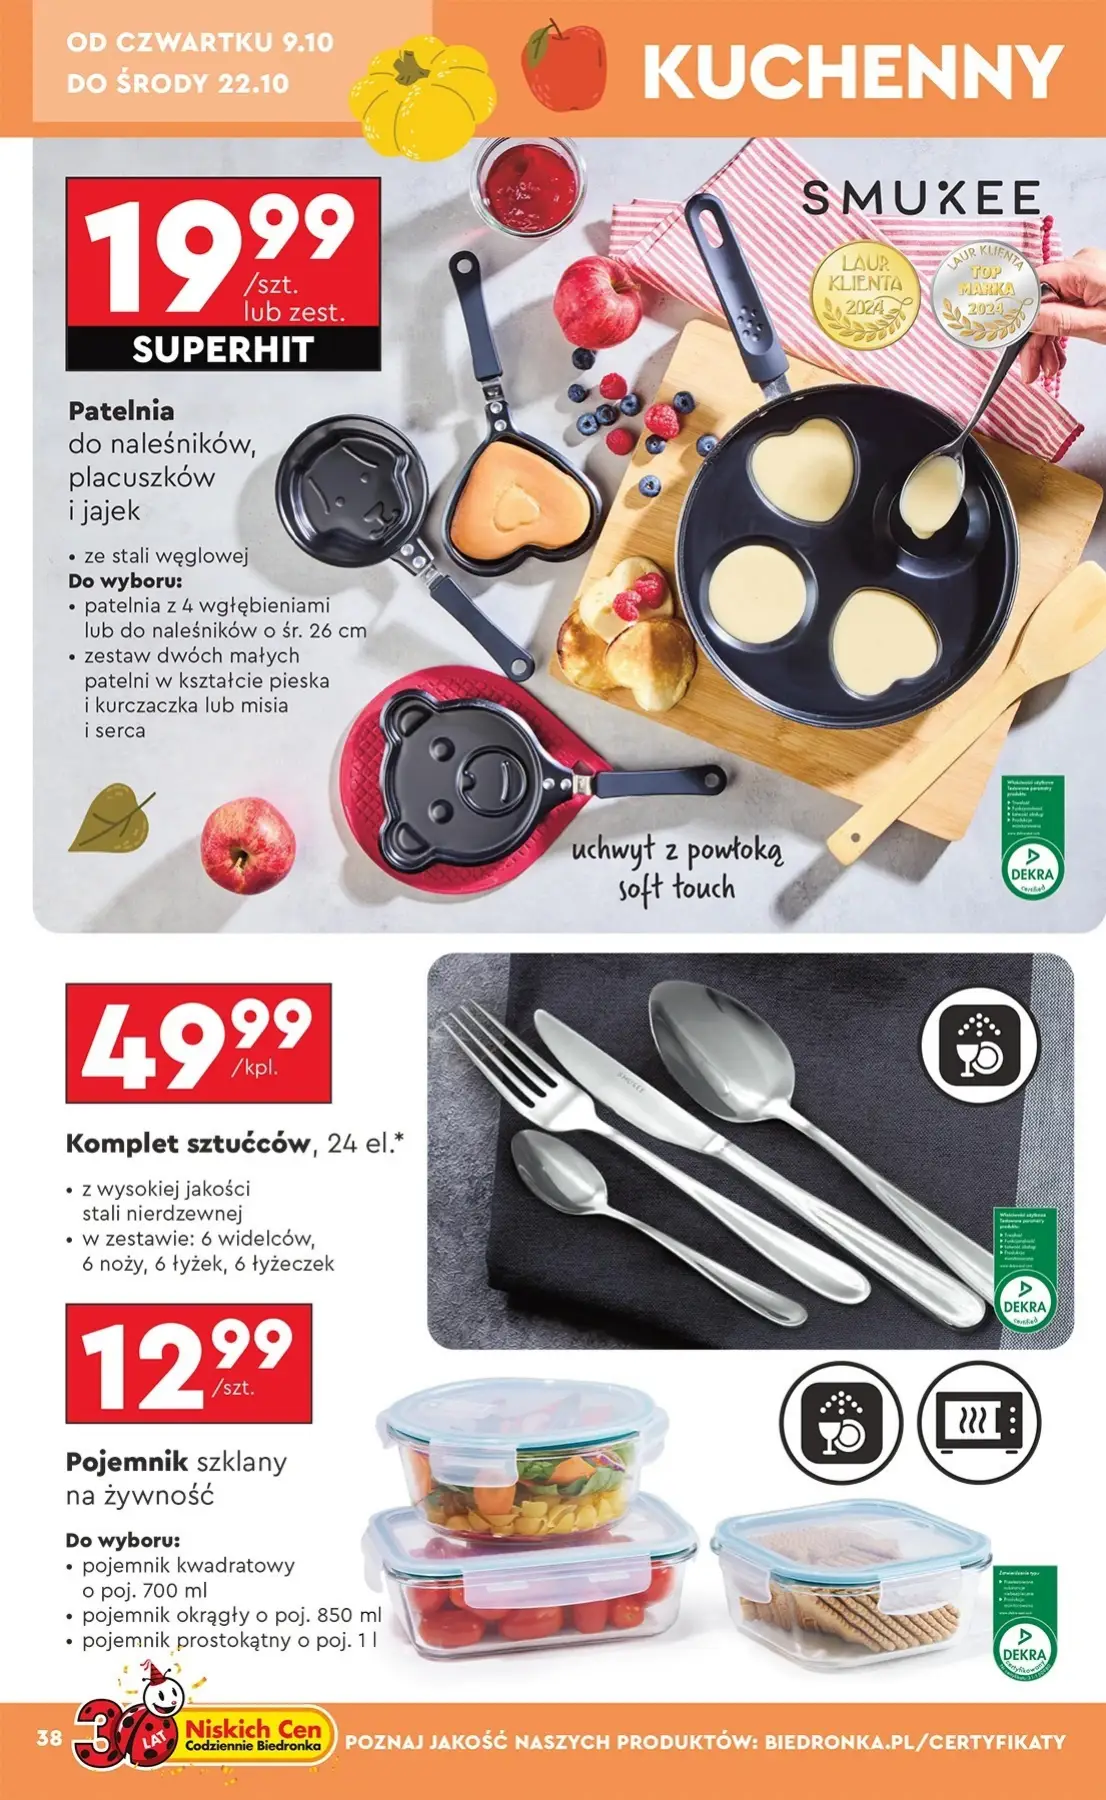 OD CZWARTKU 9.10
DO ŚRODY 22.10
KUCHENNY
19 99
/szt.
lub zest.
SUPERHIT
SMUKEE
LAUR
KLIENTA
2024
LAUR KLIENTA
TOP
MARKA
2024
Patelnia
do naleśników,
placuszków
i jajek
• ze stali węglowej
Do wyboru:
• patelnia z 4 wgłębieniami
lub do naleśników o śr. 26 cm
• zestaw dwóch małych
patelni w kształcie pieska
i kurczaczka lub misia
i serca
uchwyt z powłoką
soft touch
DEKRA
certified
49 99
/kpl.
Komplet sztućców, 24 el.*
• z wysokiej jakości
stali nierdzewnej
• w zestawie: 6 widelców,
6 noży, 6 łyżek, 6 łyżeczek
SMUKEE
DEKRA
certified
12 99
/szt.
Pojemnik szklany
na żywność
Do wyboru:
• pojemnik kwadratowy
o poj. 700 ml
• pojemnik okrągły o poj. 850 ml
• pojemnik prostokątny o poj. 1 l
DEKRA
38
30
LAT
Niskich Cen
Codziennie Biedronka
POZNAJ JAKOŚĆ NASZYCH PRODUKTÓW: BIEDRONKA.PL/CERTYFIKATY